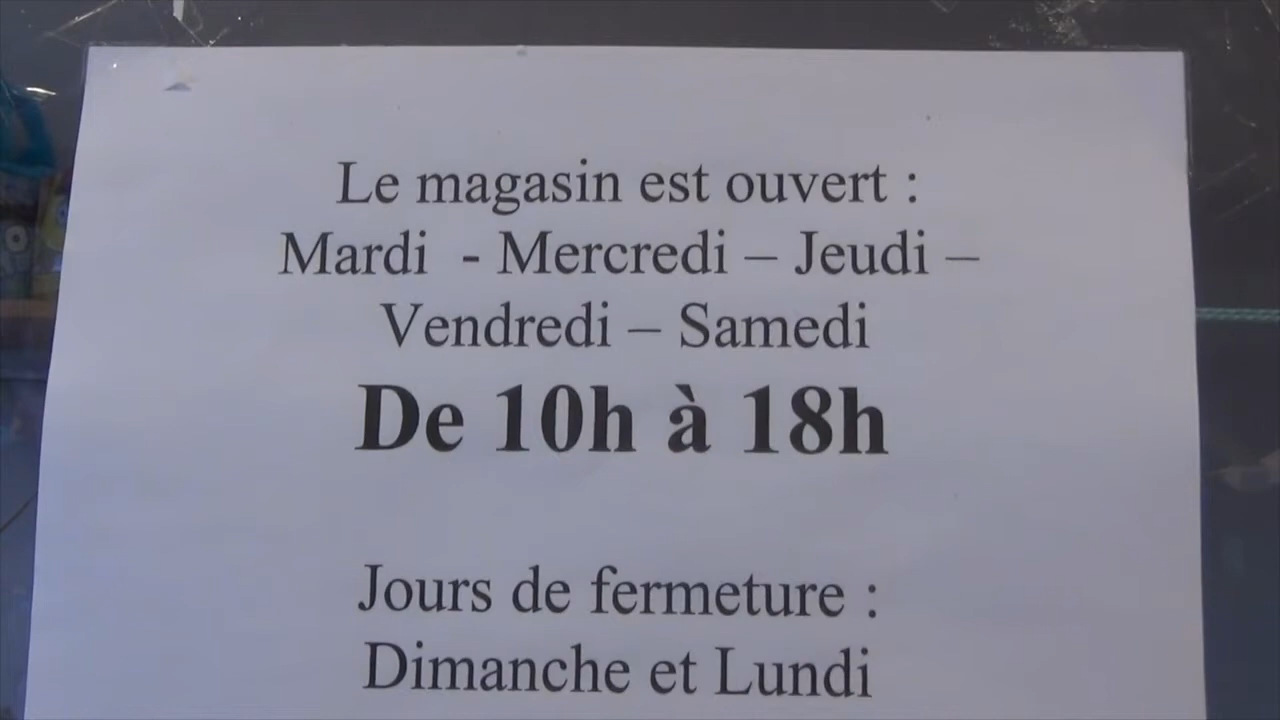 Le magasin est ouvert :
Mardi - Mercredi – Jeudi –
Vendredi – Samedi
De 10h à 18h
Jours de fermeture :
Dimanche et Lundi